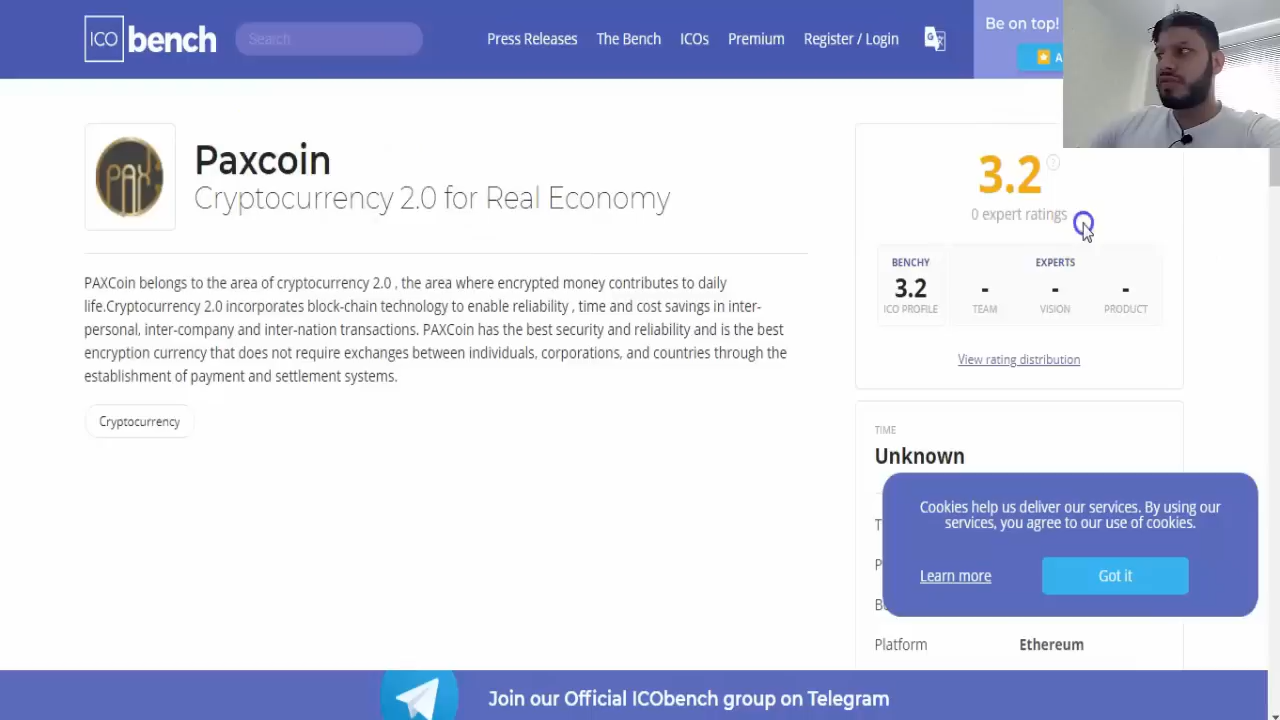 ICO bench
Search
Press Releases
The Bench
ICOs
Premium
Register / Login
Be on top!
A
PAX
Paxcoin
Cryptocurrency 2.0 for Real Economy
PAXCoin belongs to the area of cryptocurrency 2.0 , the area where encrypted money contributes to daily
life.Cryptocurrency 2.0 incorporates block-chain technology to enable reliability , time and cost savings in inter-
personal, inter-company and inter-nation transactions. PAXCoin has the best security and reliability and is the best
encryption currency that does not require exchanges between individuals, corporations, and countries through the
establishment of payment and settlement systems.
Cryptocurrency
3.2
?
0 expert ratings
BENCHY
EXPERTS
3.2
- - -
ICO PROFILE
TEAM
VISION
PRODUCT
View rating distribution
TIME
Unknown
Cookies help us deliver our services. By using our
services, you agree to our use of cookies.
Learn more
Got it
Platform
Ethereum
Join our Official ICObench group on Telegram